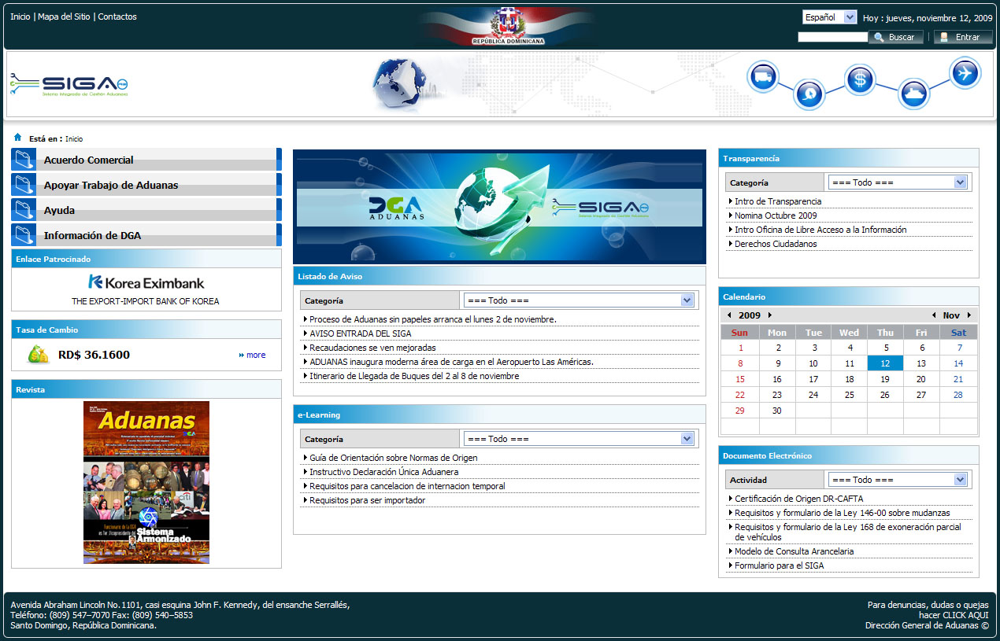 Inicio | Mapa del Sitio | Contactos
REPÚBLICA DOMINICANA
Español
Hoy : jueves, noviembre 12, 2009
Buscar
Entrar
SIGA
Sistema Integrado de Gestión Aduanera
Está en : Inicio
Acuerdo Comercial
Apoyar Trabajo de Aduanas
Ayuda
Información de DGA
Enlace Patrocinado
Korea Eximbank
THE EXPORT-IMPORT BANK OF KOREA
Tasa de Cambio
RD$ 36.1600
more
Revista
Aduanas
DGA
citi
Funcionario de la DGA
Sistema
Armonizado
DGA
ADUANAS
SIGA
Sistema Integrado de Gestión Aduanera
Listado de Aviso
Categoría
=== Todo ===
Proceso de Aduanas sin papeles arranca el lunes 2 de noviembre.
AVISO ENTRADA DEL SIGA
Recaudaciones se ven mejoradas
ADUANAS inaugura moderna área de carga en el Aeropuerto Las Américas.
Itinerario de Llegada de Buques del 2 al 8 de noviembre
e-Learning
Categoría
=== Todo ===
Guía de Orientación sobre Normas de Origen
Instructivo Declaración Única Aduanera
Requisitos para cancelacion de internacion temporal
Requisitos para ser importador
Transparencia
Categoría
=== Todo ===
Intro de Transparencia
Nomina Octubre 2009
Intro Oficina de Libre Acceso a la Información
Derechos Ciudadanos
Calendario
2009 Nov
Sun Mon Tue Wed Thu Fri Sat
1 2 3 4 5 6 7
8 9 10 11 12 13 14
15 16 17 18 19 20 21
22 23 24 25 26 27 28
29 30
Documento Electrónico
Actividad
=== Todo ===
Certificación de Origen DR-CAFTA
Requisitos y formulario de la Ley 146-00 sobre mudanzas
Requisitos y formulario de la Ley 168 de exoneración parcial
de vehículos
Modelo de Consulta Arancelaria
Formulario para el SIGA
Avenida Abraham Lincoln No.1101, casi esquina John F. Kennedy, del ensanche Serrallés,
Teléfono: (809) 547–7070 Fax: (809) 540–5853
Santo Domingo, República Dominicana.
Para denuncias, dudas o quejas
hacer CLICK AQUI
Dirección General de Aduanas ©